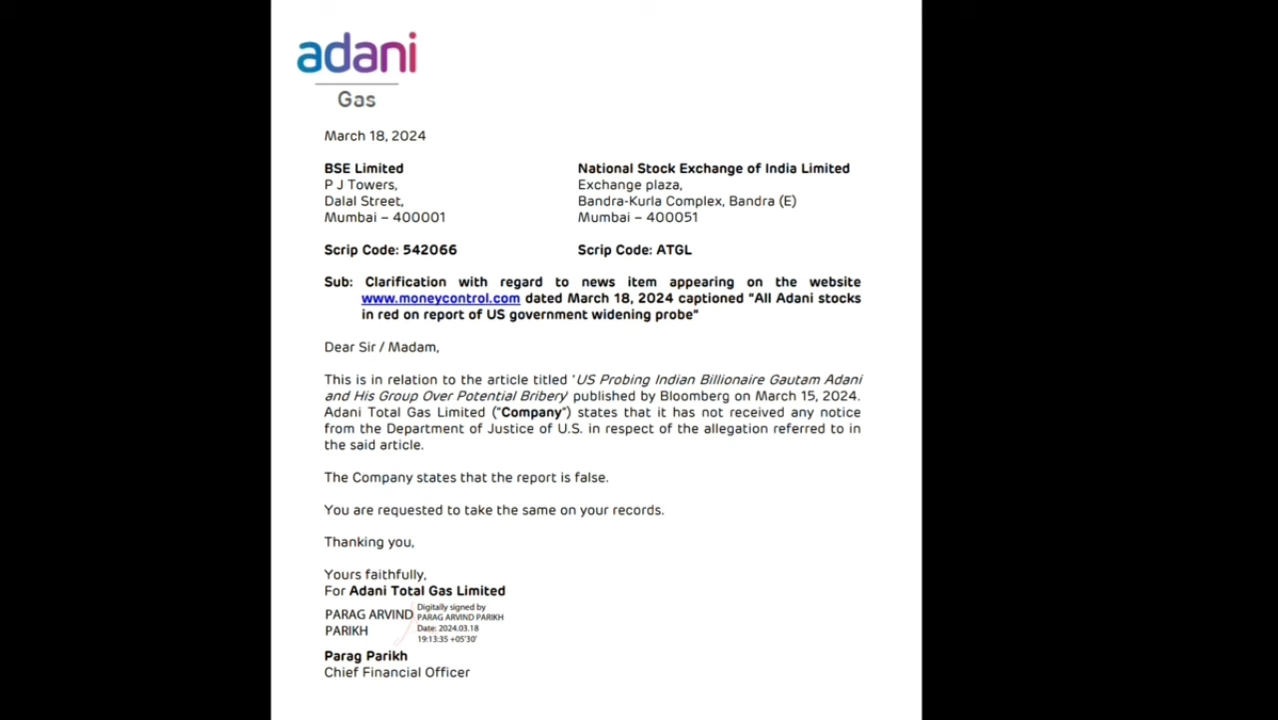 adani
Gas
March 18, 2024
BSE Limited
P J Towers,
Dalal Street,
Mumbai – 400001
National Stock Exchange of India Limited
Exchange plaza,
Bandra-Kurla Complex, Bandra (E)
Mumbai – 400051
Scrip Code: 542066
Scrip Code: ATGL
Sub: Clarification with regard to news item appearing on the website
www.moneycontrol.com dated March 18, 2024 captioned "All Adani stocks
in red on report of US government widening probe"
Dear Sir / Madam,
This is in relation to the article titled 'US Probing Indian Billionaire Gautam Adani
and His Group Over Potential Bribery' published by Bloomberg on March 15, 2024.
Adani Total Gas Limited ("Company") states that it has not received any notice
from the Department of Justice of U.S. in respect of the allegation referred to in
the said article.
The Company states that the report is false.
You are requested to take the same on your records.
Thanking you,
Yours faithfully,
For Adani Total Gas Limited
PARAG ARVIND
PARIKH
Digitally signed by
PARAG ARVIND PARIKH
Date: 2024.03.18
19:13:35 +05'30'
Parag Parikh
Chief Financial Officer